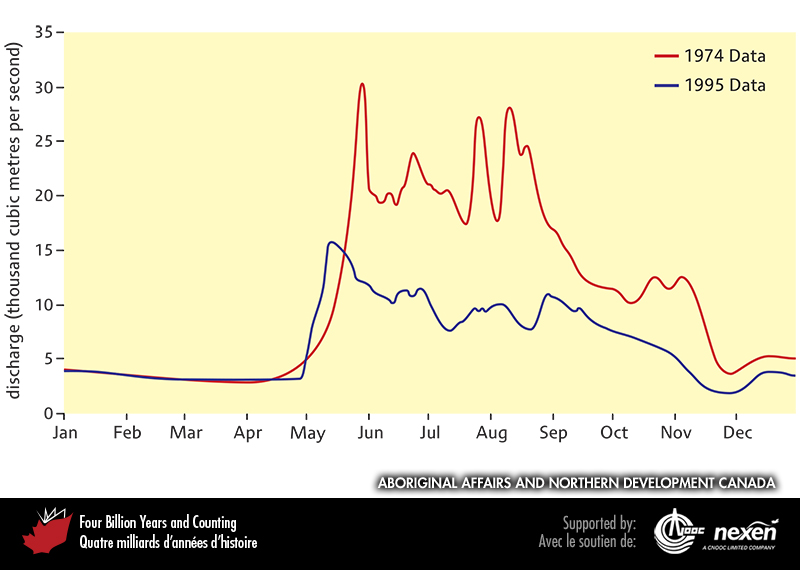 35
30
25
20
15
10
5
0
discharge (thousand cubic metres per second)
1974 Data
1995 Data
Jan Feb Mar Apr May Jun Jul Aug Sep Oct Nov Dec
ABORIGINAL AFFAIRS AND NORTHERN DEVELOPMENT CANADA
Four Billion Years and Counting
Quatre milliards d'années d'histoire
Supported by:
Avec le soutien de:
CNOOC
nexen
A CNOOC LIMITED COMPANY